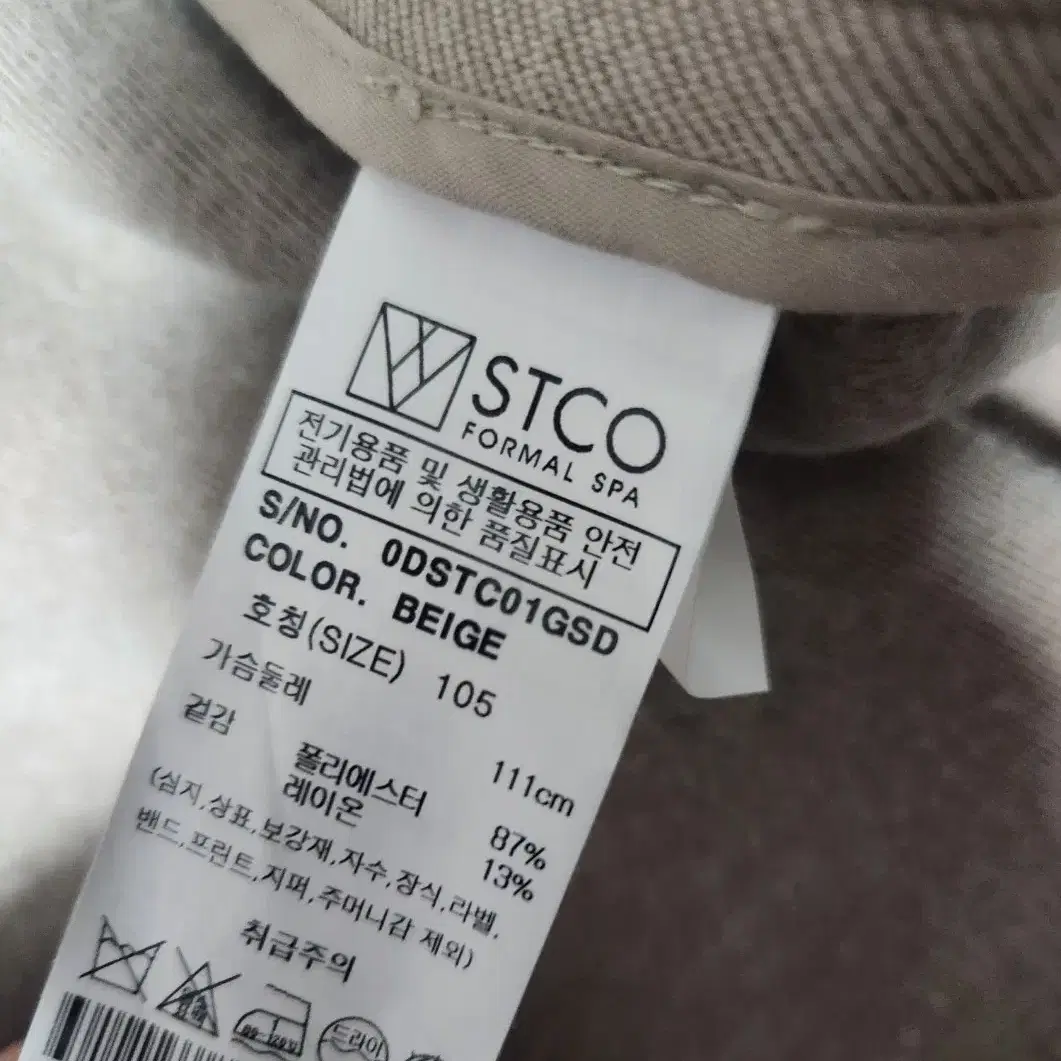 STCO
FORMAL SPA
전기용품 및 생활용품 안전
관리법에 의한 품질표시
S/NO. 0DSTC01GSD
COLOR. BEIGE
호칭(SIZE) 105
가슴둘레 111cm
겉감 폴리에스터 87%
레이온 13%
(심지,상표,보강재,자수,장식,라벨,
밴드,프린트,지퍼,주머니감 제외)
취급주의
드라이